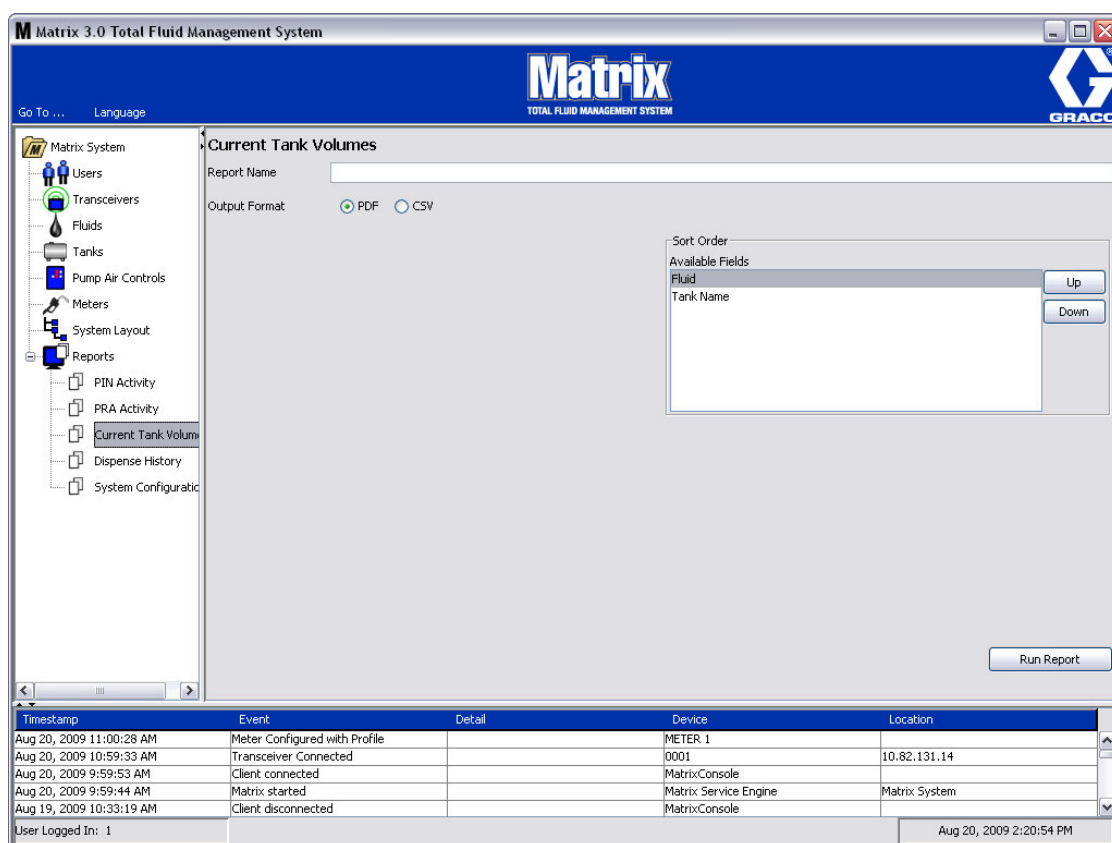 Matrix 3.0 Total Fluid Management System
Matrix
TOTAL FLUID MANAGEMENT SYSTEM
GRACO
Go To ... Language
Matrix System
Users
Transceivers
Fluids
Tanks
Pump Air Controls
Meters
System Layout
Reports
PIN Activity
PRA Activity
Current Tank Volum
Dispense History
System Configuratio
Current Tank Volumes
Report Name
Output Format PDF CSV
Sort Order
Available Fields
Fluid
Tank Name
Up
Down
Run Report
Timestamp Event Detail Device Location
Aug 20, 2009 11:00:28 AM Meter Configured with Profile METER 1
Aug 20, 2009 10:59:33 AM Transceiver Connected 0001 10.82.131.14
Aug 20, 2009 9:59:53 AM Client connected MatrixConsole
Aug 20, 2009 9:59:44 AM Matrix started Matrix Service Engine Matrix System
Aug 19, 2009 10:33:19 AM Client disconnected MatrixConsole
User Logged In: 1 Aug 20, 2009 2:20:54 PM